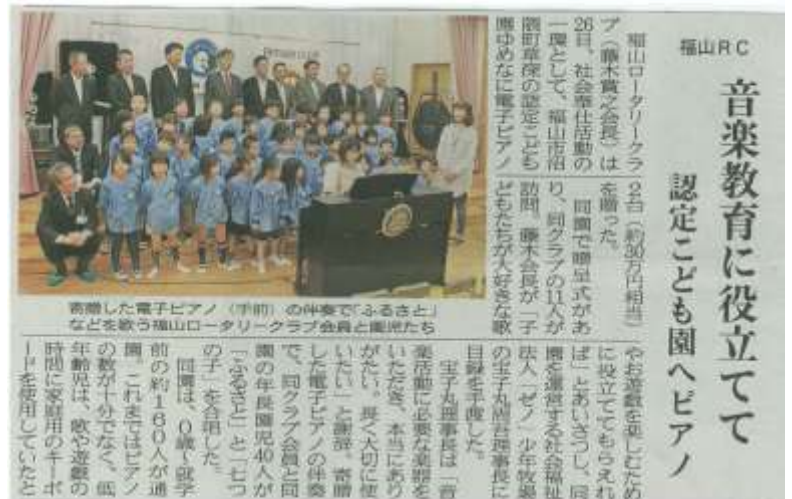 福山RC
音楽教育に役立てて
認定こども園へピアノ
福山ロータリークラ
ブ（藤木賞之会長）は
26日、社会奉仕活動の
一環として、福山市沼
隈町草深の認定こども
園ゆめなに電子ピアノ
2台（約30万円相当）
を贈った。
同園で贈呈式があ
り、同クラブの11人が
訪問。藤木会長が「子
どもたちが大好きな歌
やお遊戯を楽しむため
に役立ててもらえれ
ば」とあいさつし、同
園を運営する社会福祉
法人「ゼノ」少年牧場
の宝子丸理事長に
目録を手渡した。
宝子丸理事長は「音
楽活動に必要な楽器を
いただき、本当にあり
がたい。長く大切に使
いたい」と謝辞。寄贈
した電子ピアノの伴奏
で、同クラブ会員と同
園の年長園児40人が
「ふるさと」と「七つ
の子」を合唱した。
同園は、0歳〜就学
前の約160人が通
園。これまではピアノ
の数が十分でなく、低
年齢児は、歌や遊戯の
時間に家庭用のキーボ
ードを使用していたと
寄贈した電子ピアノ（手前）の伴奏で「ふるさと」
などを歌う福山ロータリークラブ会員と園児たち